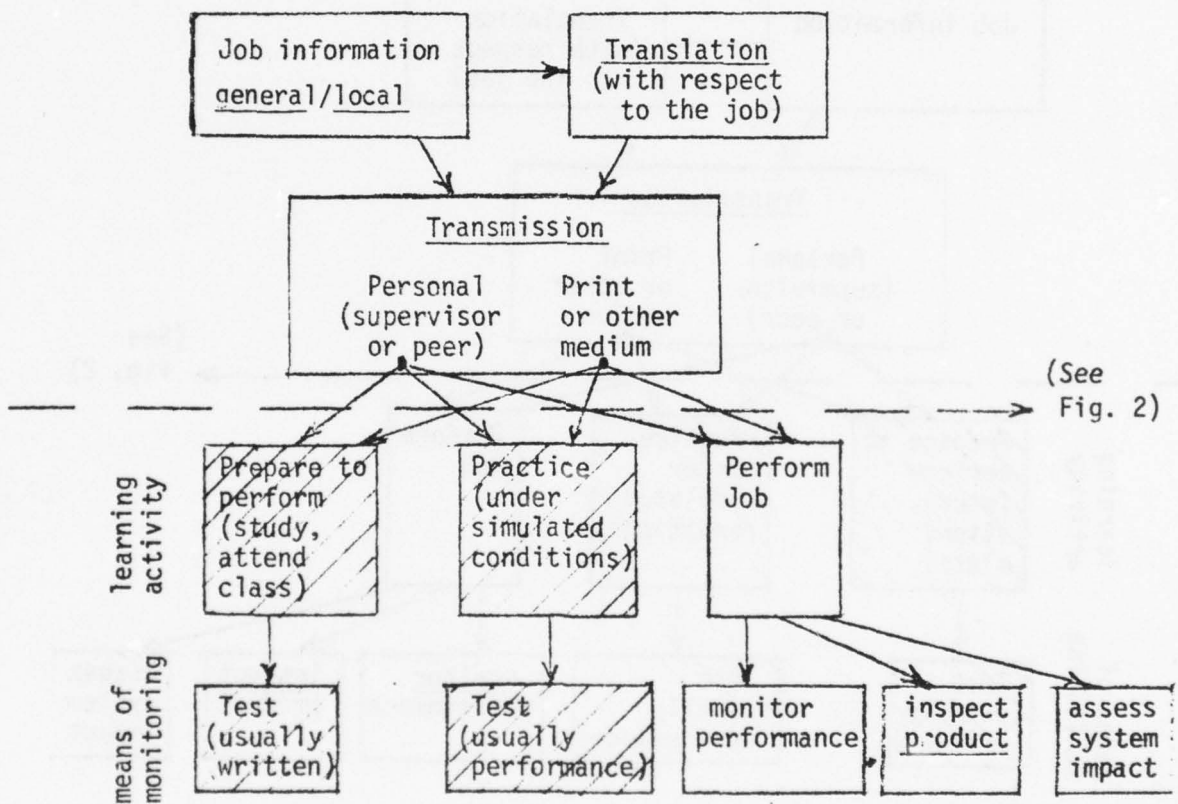 Job information
general/local
Translation
(with respect
to the job)
Transmission
Personal
(supervisor
or peer)
Print
or other
medium
(See
Fig. 2)
learning
activity
Prepare to
perform
(study,
attend
class)
Practice
(under
simulated
conditions)
Perform
Job
means of
monitoring
Test
(usually
written)
Test
(usually
performance)
monitor
performance
inspect
product
assess
system
impact